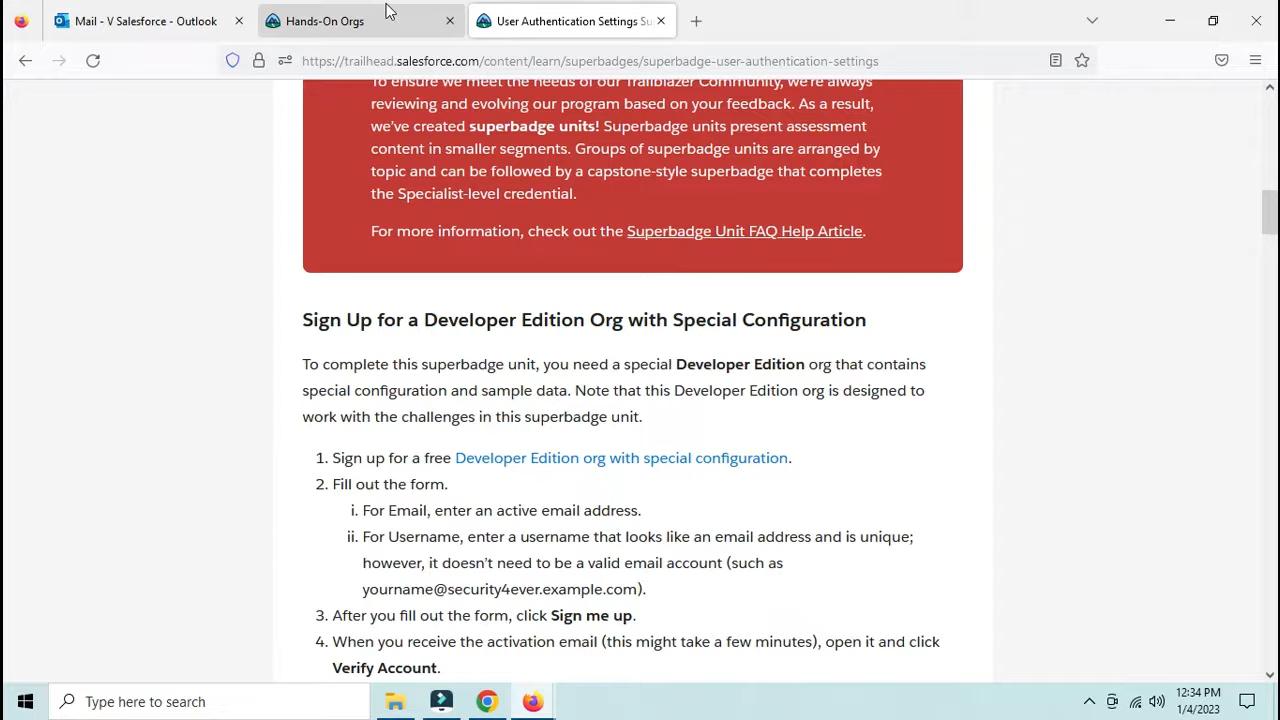 Mail - V Salesforce - Outlook
Hands-On Orgs
User Authentication Settings Su
https://trailhead.salesforce.com/content/learn/superbadges/superbadge-user-authentication-settings
To ensure we meet the needs of our Trailblazer Community, we're always
reviewing and evolving our program based on your feedback. As a result,
we've created superbadge units! Superbadge units present assessment
content in smaller segments. Groups of superbadge units are arranged by
topic and can be followed by a capstone-style superbadge that completes
the Specialist-level credential.
For more information, check out the Superbadge Unit FAQ Help Article.
Sign Up for a Developer Edition Org with Special Configuration
To complete this superbadge unit, you need a special Developer Edition org that contains
special configuration and sample data. Note that this Developer Edition org is designed to
work with the challenges in this superbadge unit.
1. Sign up for a free Developer Edition org with special configuration.
2. Fill out the form.
i. For Email, enter an active email address.
ii. For Username, enter a username that looks like an email address and is unique;
however, it doesn't need to be a valid email account (such as
yourname@security4ever.example.com).
3. After you fill out the form, click Sign me up.
4. When you receive the activation email (this might take a few minutes), open it and click
Verify Account.
Type here to search
12:34 PM
1/4/2023